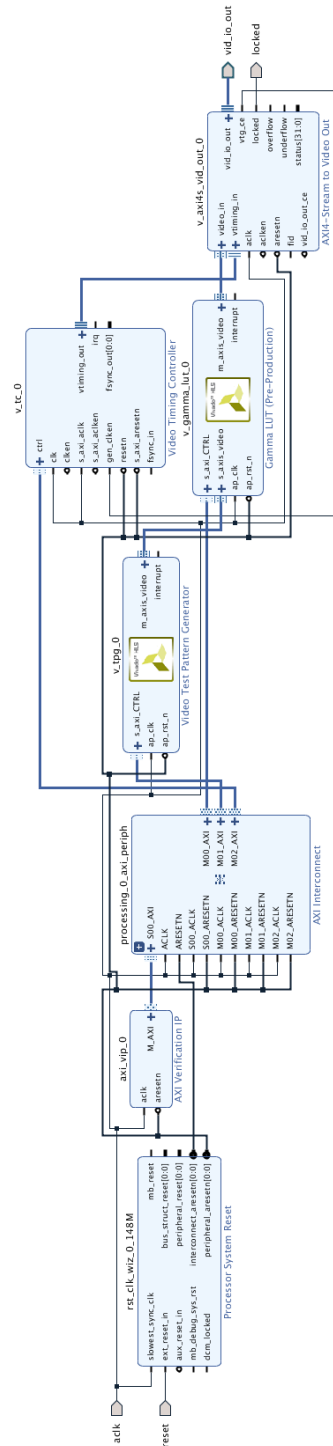 aclk
reset
rst_clk_wiz_0_148M
slowest_sync_clk
ext_reset_in
aux_reset_in
mb_debug_sys_rst
dcm_locked
mb_reset
bus_struct_reset[0:0]
peripheral_reset[0:0]
interconnect_aresetn[0:0]
peripheral_aresetn[0:0]
Processor System Reset
axi_vip_0
aclk
aresetn
M_AXI
AXI Verification IP
processing_0_axi_periph
S00_AXI
ACLK
ARESETN
S00_ACLK
S00_ARESETN
M00_ACLK
M00_ARESETN
M01_ACLK
M01_ARESETN
M02_ACLK
M02_ARESETN
M00_AXI
M01_AXI
M02_AXI
AXI Interconnect
v_tpg_0
s_axi_CTRL
ap_clk
ap_rst_n
Vivado™ HLS
m_axis_video
interrupt
Video Test Pattern Generator
v_tc_0
ctrl
clk
clken
s_axi_aclk
s_axi_aclken
gen_clken
resetn
s_axi_aresetn
fsync_in
vtiming_out
irq
fsync_out[0:0]
Video Timing Controller
v_gamma_lut_0
s_axi_CTRL
s_axis_video
ap_clk
ap_rst_n
Vivado™ HLS
m_axis_video
interrupt
Gamma LUT (Pre-Production)
v_axi4s_vid_out_0
video_in
vtiming_in
aclk
aclken
aresetn
fid
vid_io_out_ce
vid_io_out
vtg_ce
locked
overflow
underflow
status[31:0]
AXI4-Stream to Video Out
vid_io_out
locked